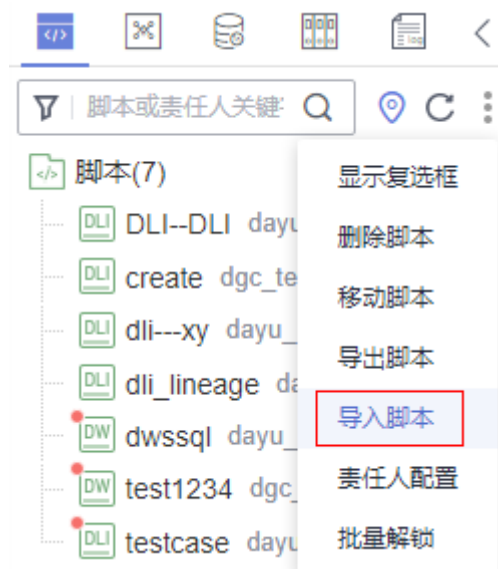 脚本或责任人关键
脚本(7)
显示复选框
DLI DLI--DLI dayu
删除脚本
DLI create dgc_te
移动脚本
DLI dli---xy dayu_
导出脚本
DLI dli_lineage da
导入脚本
DW dwssql dayu_
DW test1234 dgc_
责任人配置
DLI testcase dayu
批量解锁